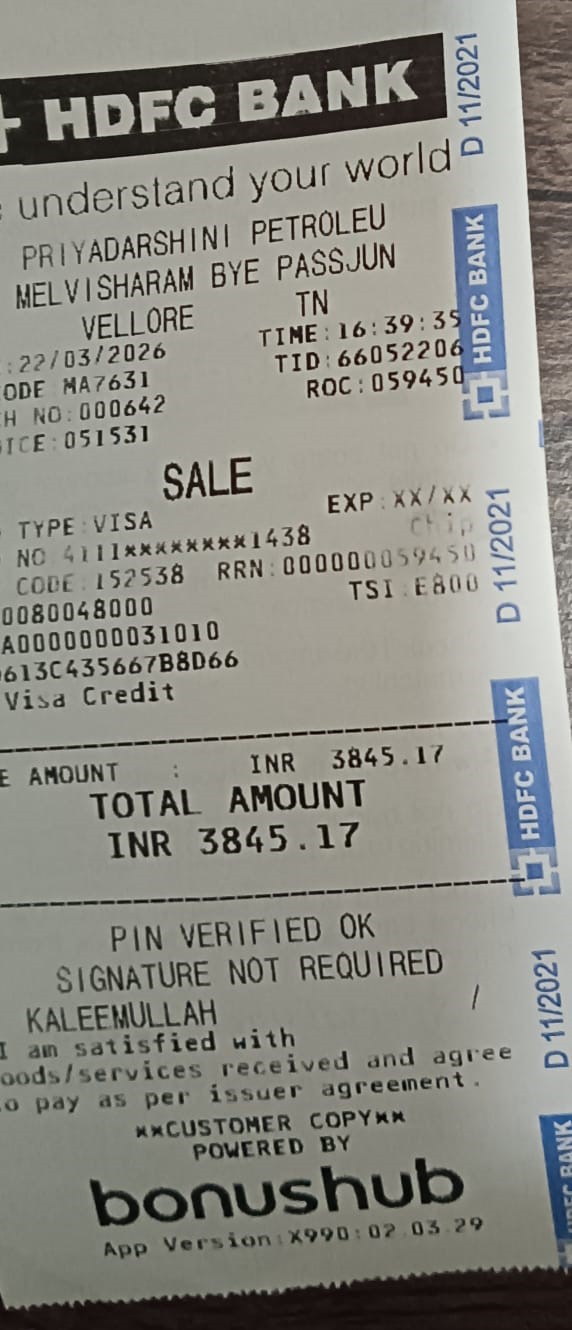 HDFC BANK
understand your world
PRIYADARSHINI PETROLEU
MELVISHARAM BYE PASSJUN
VELLORE TN
:22/03/2026 TIME:16:39:35
ODE MA7631 TID:66052206
H NO:000642 ROC:059450
ICE:051531
SALE
TYPE:VISA EXP:XX/XX
NO 4111********1438 Chip
CODE:152538 RRN:000000059450
0080048000 TSI:E800
A0000000031010
613C435667B8D66
Visa Credit
E AMOUNT : INR 3845.17
TOTAL AMOUNT
INR 3845.17
PIN VERIFIED OK
SIGNATURE NOT REQUIRED
KALEEMULLAH /
I am satisfied with
oods/services received and agree
o pay as per issuer agreement.
**CUSTOMER COPY**
POWERED BY
bonushub
App Version:X990:02.03.29
D 11/2021
HDFC BANK
D 11/2021
HDFC BANK
D 11/2021
HDFC BANK